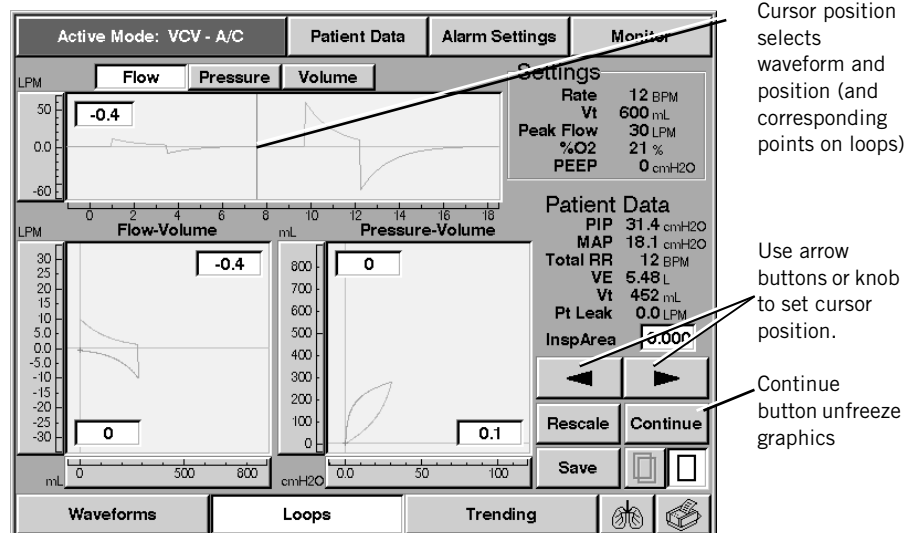 Active Mode: VCV - A/C
Patient Data
Alarm Settings
Monitor
LPM
Flow
Pressure
Volume
50
0.0
-60
-0.4
0 2 4 6 8 10 12 14 16 18
Settings
Rate 12 BPM
Vt 600 mL
Peak Flow 30 LPM
%O2 21 %
PEEP 0 cmH2O
LPM
Flow-Volume
30
25
20
15
10
5.0
0.0
-5.0
-10
-15
-20
-25
-30
-0.4
0
mL
0 500 800
mL
Pressure-Volume
800
700
600
500
400
300
200
100
0
0
0.1
cmH2O
0.0 50 100
Patient Data
PIP 31.4 cmH2O
MAP 18.1 cmH2O
Total RR 12 BPM
VE 5.48 L
Vt 452 mL
Pt Leak 0.0 LPM
InspArea 0.000
Rescale
Continue
Save
Waveforms
Loops
Trending
Cursor position
selects
waveform and
position (and
corresponding
points on loops)
Use arrow
buttons or knob
to set cursor
position.
Continue
button unfreeze
graphics